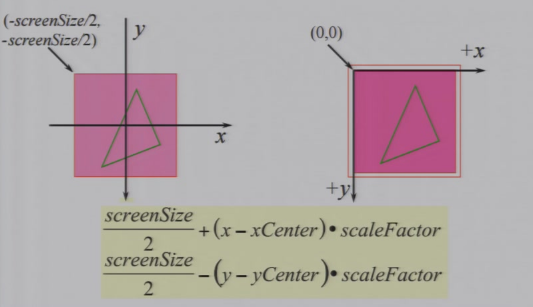 (-screenSize/2,
-screenSize/2)
y
x
(0,0)
+x
+y
screenSize/2 + (x – xCenter)• scaleFactor
screenSize/2 – (y – yCenter)• scaleFactor